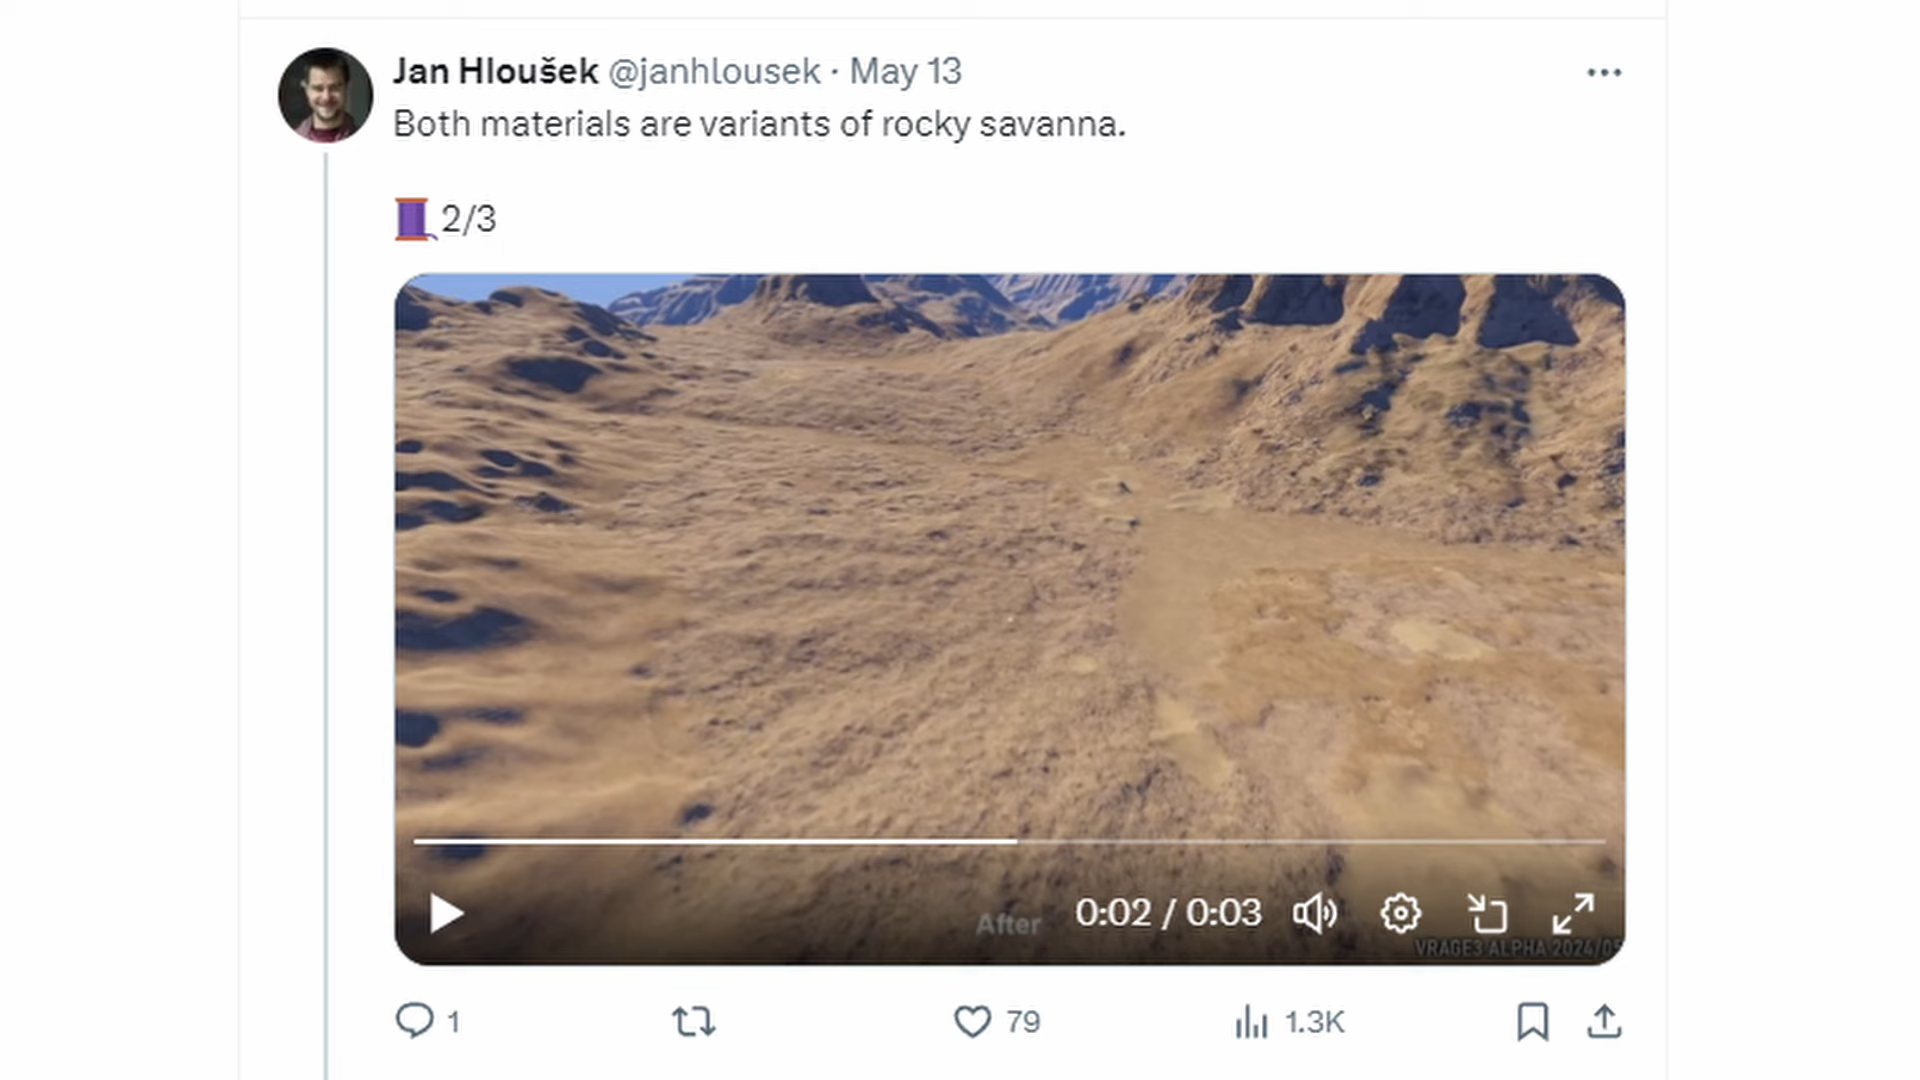 Jan Hloušek @janhlousek · May 13
Both materials are variants of rocky savanna.
🧵2/3
After
0:02 / 0:03
VRAGE3 ALPHA 2024/05
1
79
1.3K